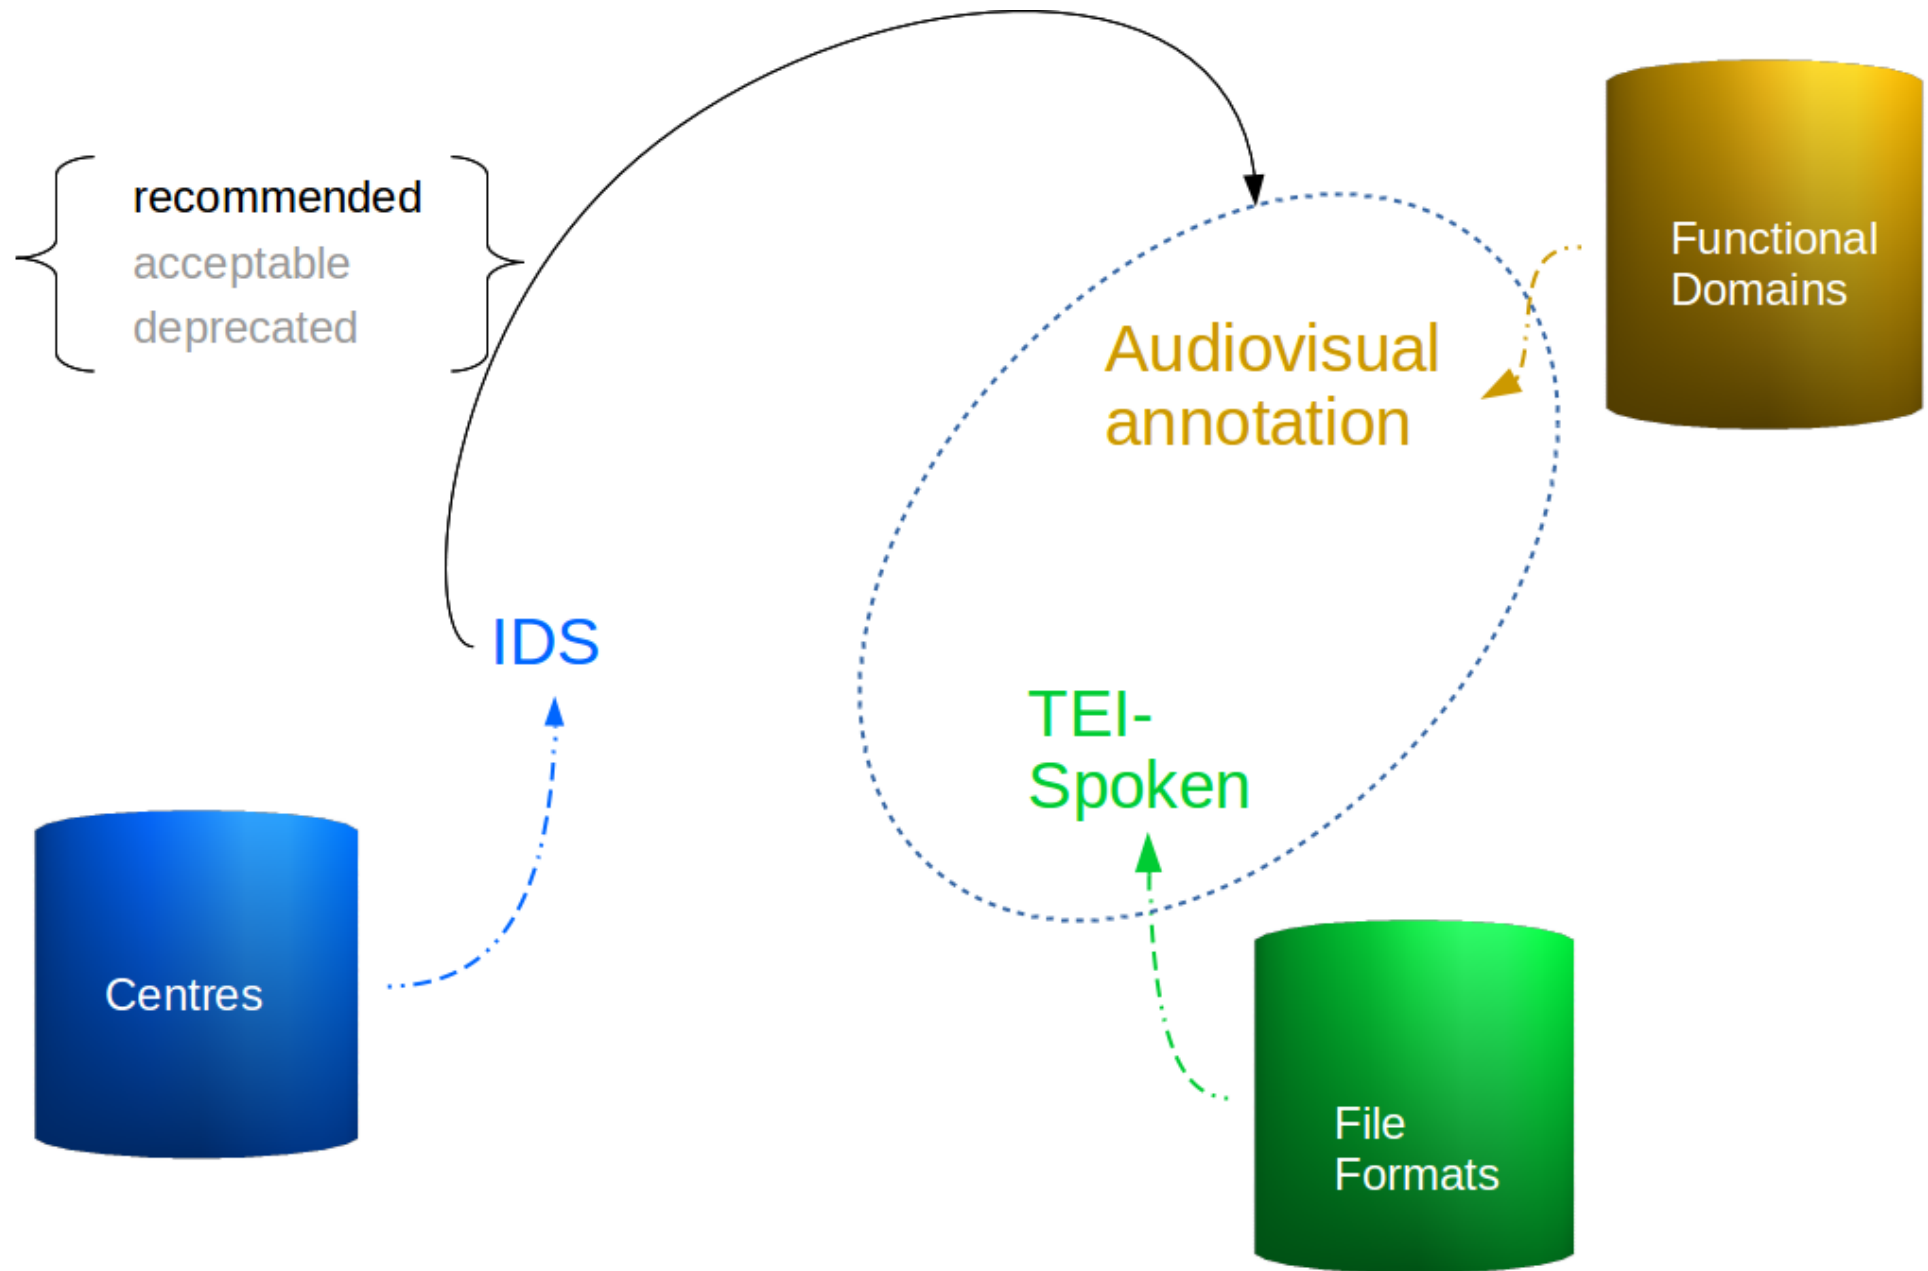 recommended
acceptable
deprecated
Functional
Domains
Audiovisual
annotation
IDS
TEI-
Spoken
Centres
File
Formats